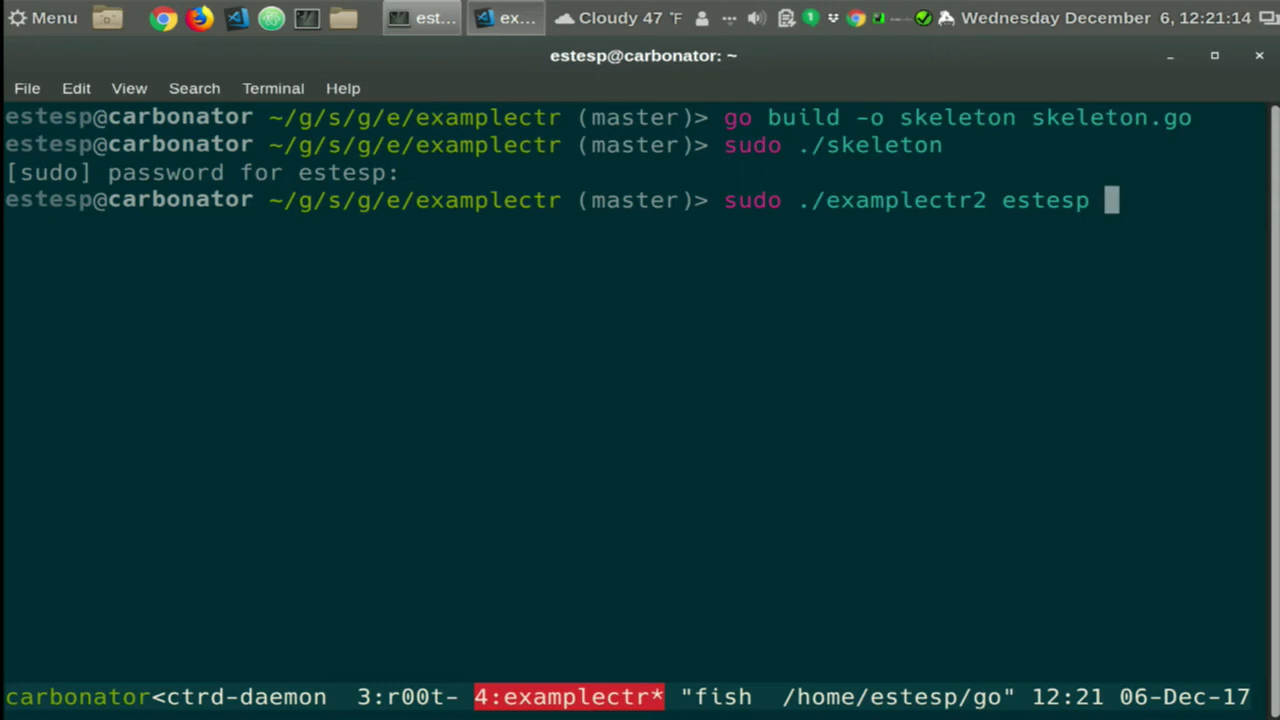 Menu est... ex... Cloudy 47 °F Wednesday December 6, 12:21:14
estesp@carbonator: ~
File Edit View Search Terminal Help
estesp@carbonator ~/g/s/g/e/examplectr (master)> go build -o skeleton skeleton.go
estesp@carbonator ~/g/s/g/e/examplectr (master)> sudo ./skeleton
[sudo] password for estesp:
estesp@carbonator ~/g/s/g/e/examplectr (master)> sudo ./examplectr2 estesp
carbonator<ctrd-daemon 3:r00t- 4:examplectr* "fish /home/estesp/go" 12:21 06-Dec-17